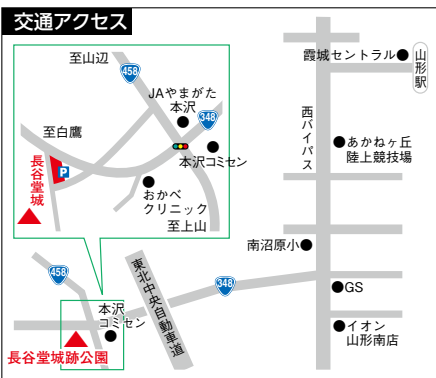 交通アクセス
至山辺
458
JAやまがた
本沢
348
至白鷹
本沢コミセン
長谷堂城
P
おかべ
クリニック
至上山
霞城セントラル
山形駅
西バイパス
あかねヶ丘
陸上競技場
南沼原小
東北中央自動車道
458
348
GS
本沢
コミセン
イオン
山形南店
長谷堂城跡公園